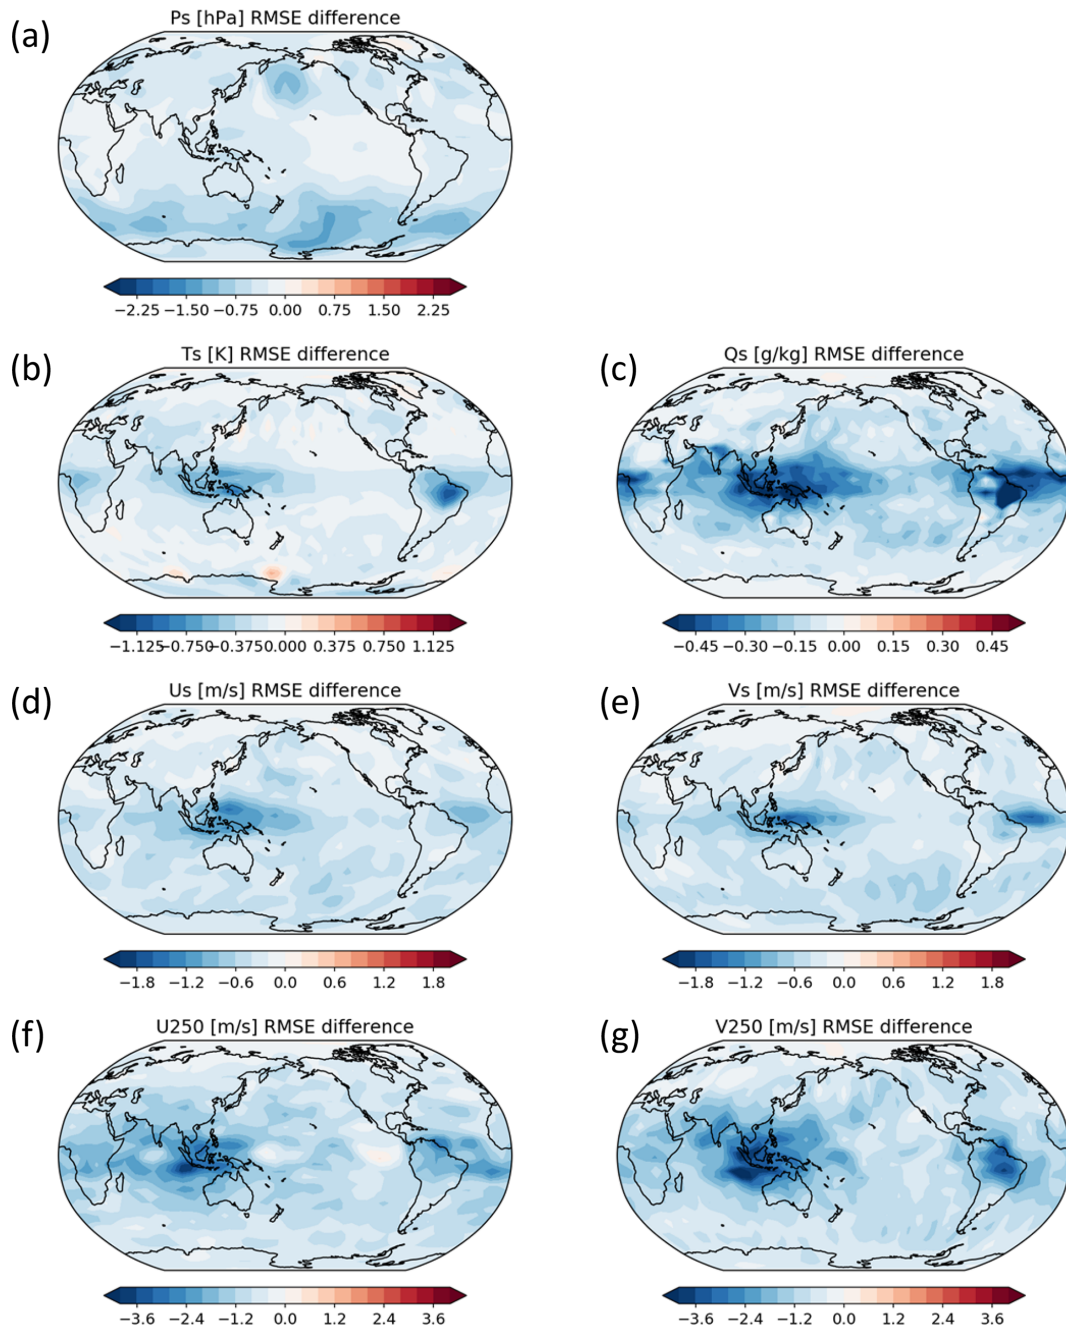 (a)
Ps [hPa] RMSE difference
−2.25 −1.50 −0.75 0.00 0.75 1.50 2.25
(b)
Ts [K] RMSE difference
−1.125 −0.750 −0.375 0.000 0.375 0.750 1.125
(c)
Qs [g/kg] RMSE difference
−0.45 −0.30 −0.15 0.00 0.15 0.30 0.45
(d)
Us [m/s] RMSE difference
−1.8 −1.2 −0.6 0.0 0.6 1.2 1.8
(e)
Vs [m/s] RMSE difference
−1.8 −1.2 −0.6 0.0 0.6 1.2 1.8
(f)
U250 [m/s] RMSE difference
−3.6 −2.4 −1.2 0.0 1.2 2.4 3.6
(g)
V250 [m/s] RMSE difference
−3.6 −2.4 −1.2 0.0 1.2 2.4 3.6